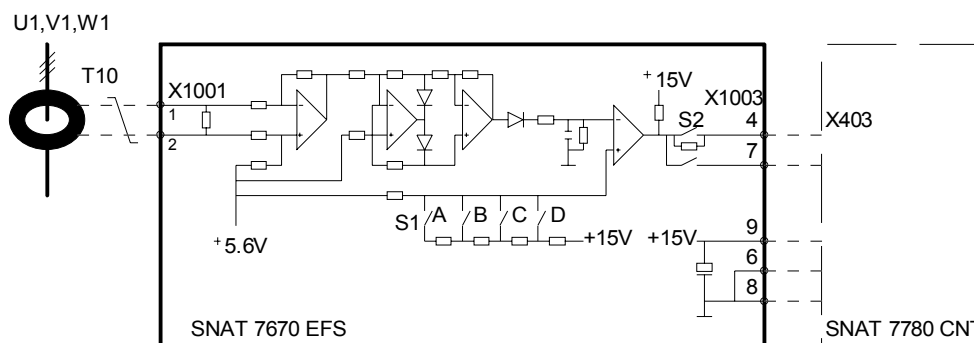 U1,V1,W1
T10
X1001
1
2
+15V
X1003
S2
4
X403
7
S1
A
B
C
D
+5.6V
+15V
+15V
9
6
8
SNAT 7670 EFS
SNAT 7780 CNT